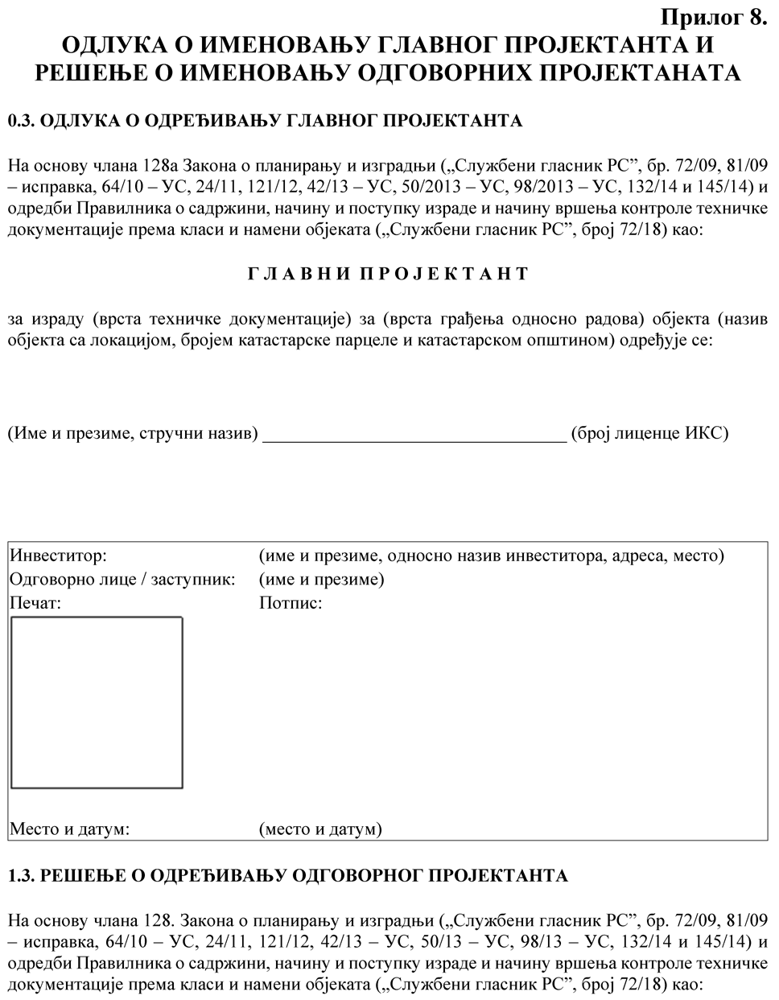 Прилог 8.
ОДЛУКА О ИМЕНОВАЊУ ГЛАВНОГ ПРОЈЕКТАНТА И
РЕШЕЊЕ О ИМЕНОВАЊУ ОДГОВОРНИХ ПРОЈЕКТАНАТА
0.3. ОДЛУКА О ОДРЕЂИВАЊУ ГЛАВНОГ ПРОЈЕКТАНТА
На основу члана 128а Закона о планирању и изградњи („Службени гласник РС”, бр. 72/09, 81/09
– исправка, 64/10 – УС, 24/11, 121/12, 42/13 – УС, 50/2013 – УС, 98/2013 – УС, 132/14 и 145/14) и
одредби Правилника о садржини, начину и поступку израде и начину вршења контроле техничке
документације према класи и намени објеката („Службени гласник РС”, број 72/18) као:
Г Л А В Н И  П Р О Ј Е К Т А Н Т
за израду (врста техничке документације) за (врста грађења односно радова) објекта (назив
објекта са локацијом, бројем катастарске парцеле и катастарском општином) одређује се:
(Име и презиме, стручни назив) __________________________________ (број лиценце ИКС)
Инвеститор: (име и презиме, односно назив инвеститора, адреса, место)
Одговорно лице / заступник: (име и презиме)
Печат: Потпис:
Место и датум: (место и датум)
1.3. РЕШЕЊЕ О ОДРЕЂИВАЊУ ОДГОВОРНОГ ПРОЈЕКТАНТА
На основу члана 128. Закона о планирању и изградњи („Службени гласник РС”, бр. 72/09, 81/09
– исправка, 64/10 – УС, 24/11, 121/12, 42/13 – УС, 50/13 – УС, 98/13 – УС, 132/14 и 145/14) и
одредби Правилника о садржини, начину и поступку израде и начину вршења контроле техничке
документације према класи и намени објеката („Службени гласник РС”, број 72/18) као: